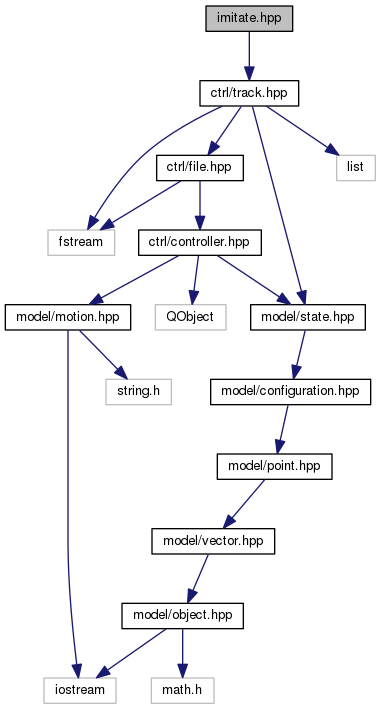 imitate.hpp
ctrl/track.hpp
ctrl/file.hpp
list
fstream
ctrl/controller.hpp
model/motion.hpp
QObject
model/state.hpp
string.h
model/configuration.hpp
model/point.hpp
model/vector.hpp
model/object.hpp
iostream
math.h